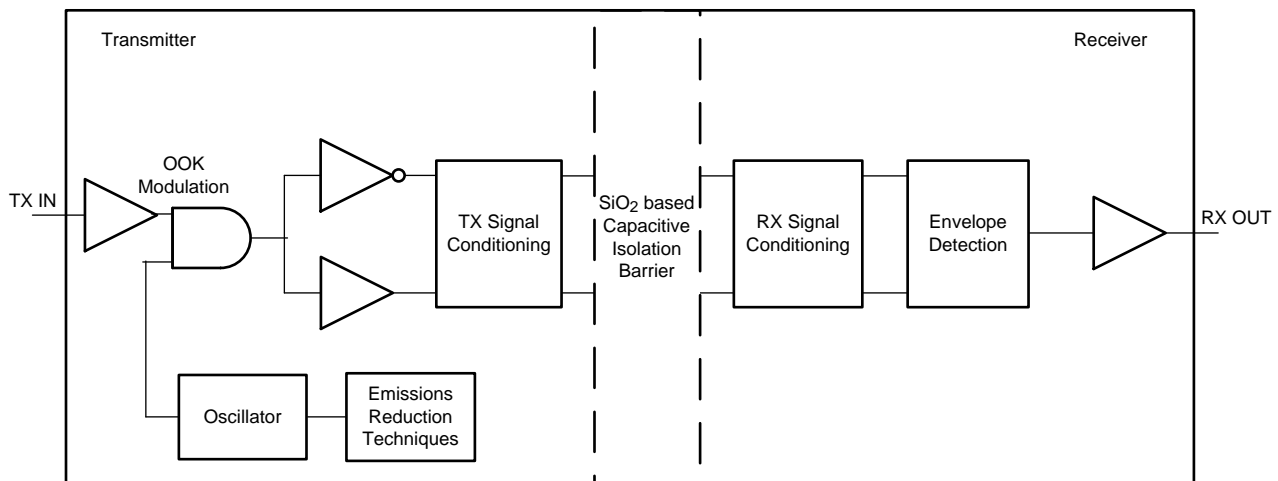 Transmitter
Receiver
OOK
Modulation
TX IN
TX Signal
Conditioning
SiO2 based
Capacitive
Isolation
Barrier
RX Signal
Conditioning
Envelope
Detection
RX OUT
Oscillator
Emissions
Reduction
Techniques